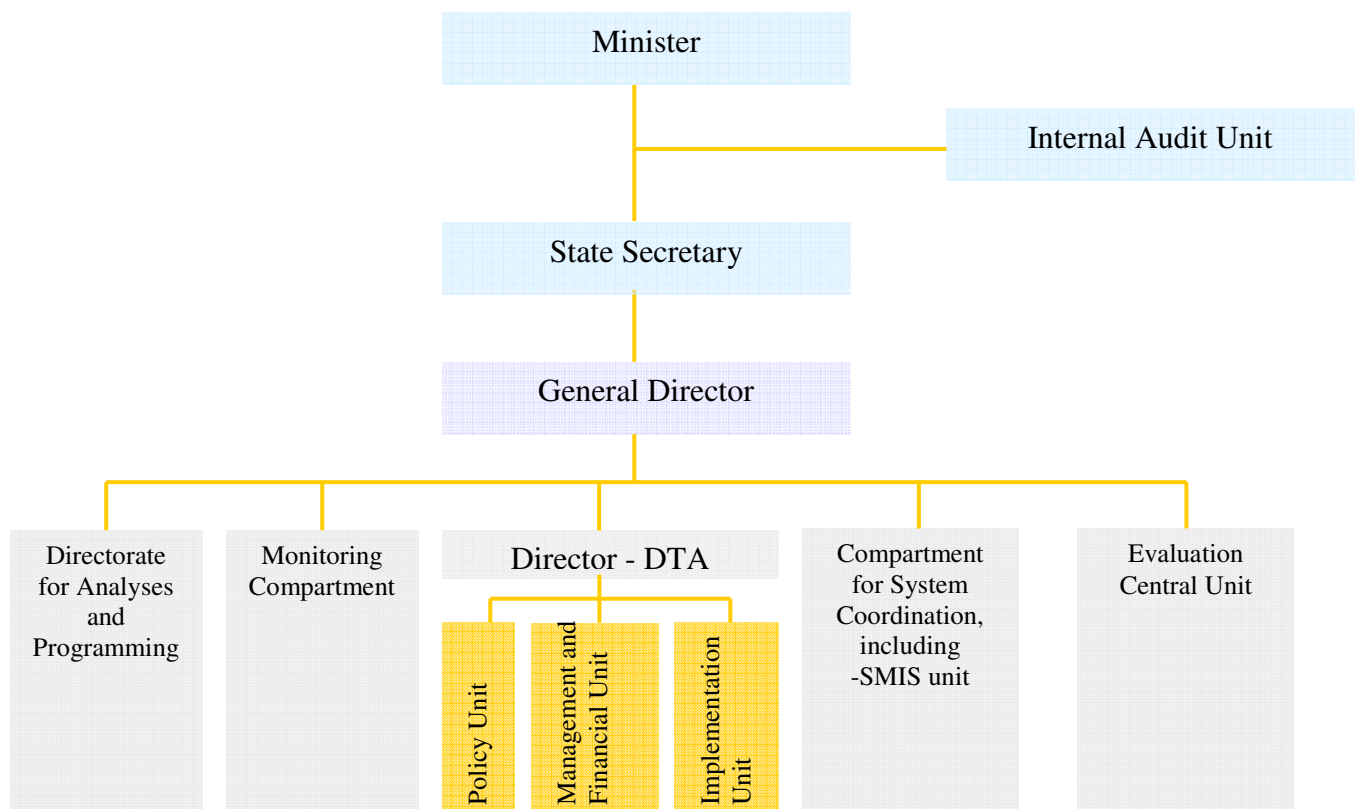 Minister
Internal Audit Unit
State Secretary
General Director
Directorate
for Analyses
and
Programming
Monitoring
Compartment
Director - DTA
Policy Unit
Management and
Financial Unit
Implementation
Unit
Compartment
for System
Coordination,
including
-SMIS unit
Evaluation
Central Unit